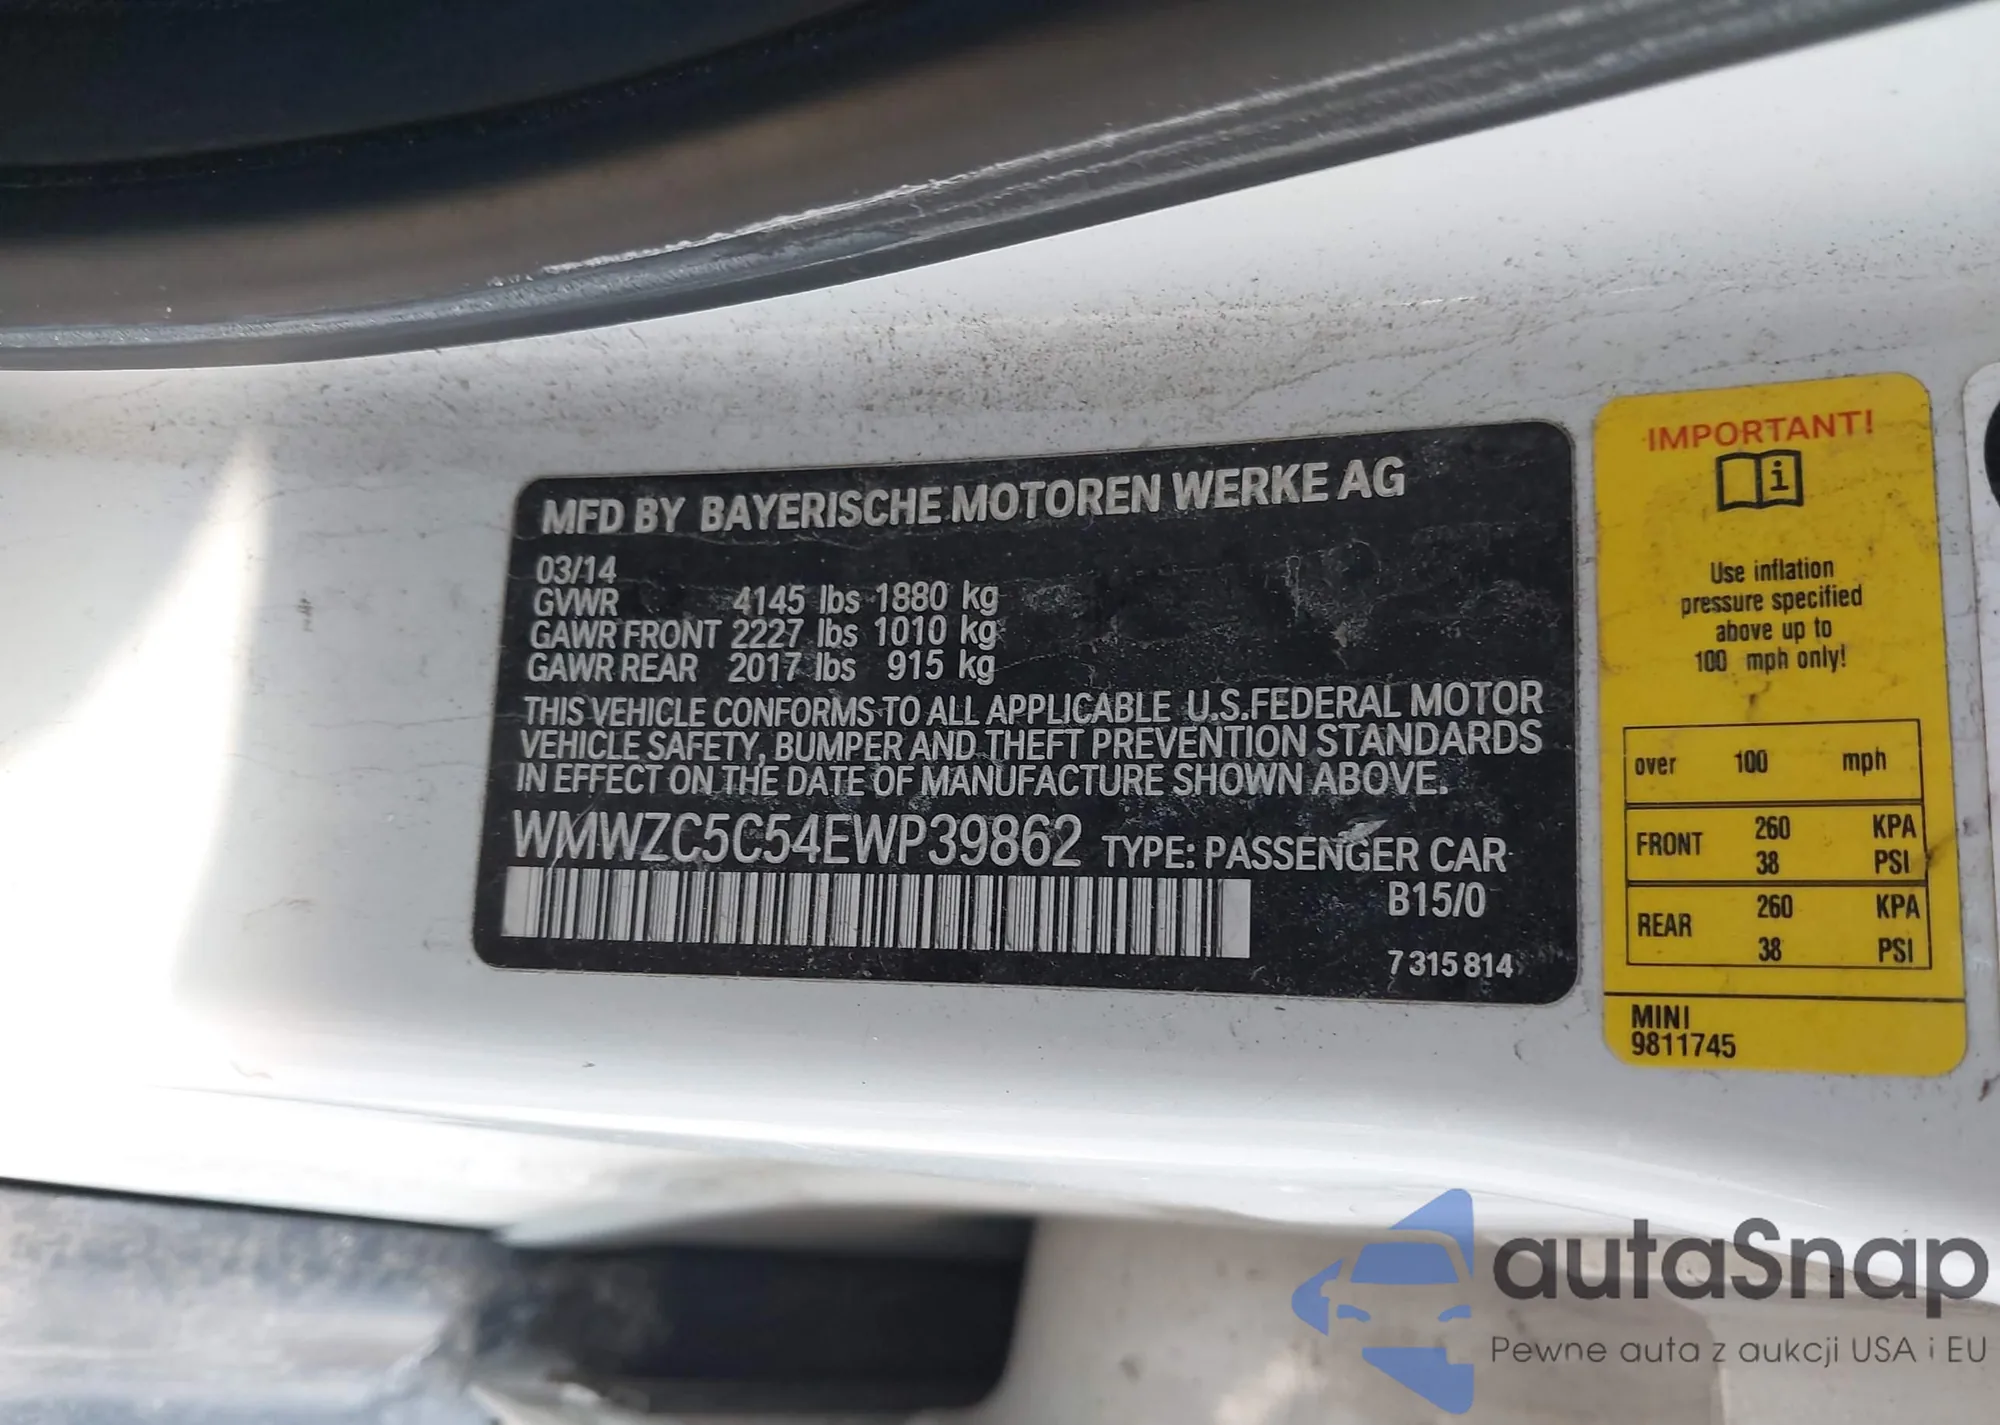 MFD BY BAYERISCHE MOTOREN WERKE AG
03/14
GVWR 4145 lbs 1880 kg
GAWR FRONT 2227 lbs 1010 kg
GAWR REAR 2017 lbs 915 kg
THIS VEHICLE CONFORMS TO ALL APPLICABLE U.S.FEDERAL MOTOR
VEHICLE SAFETY, BUMPER AND THEFT PREVENTION STANDARDS
IN EFFECT ON THE DATE OF MANUFACTURE SHOWN ABOVE.
WMWZC5C54EWP39862 TYPE: PASSENGER CAR
B15/0
7 315 814
IMPORTANT!
i
Use inflation
pressure specified
above up to
100 mph only!
over 100 mph
FRONT 260 KPA
38 PSI
REAR 260 KPA
38 PSI
MINI
9811745
autaSnap
Pewne auta z aukcji USA i EU